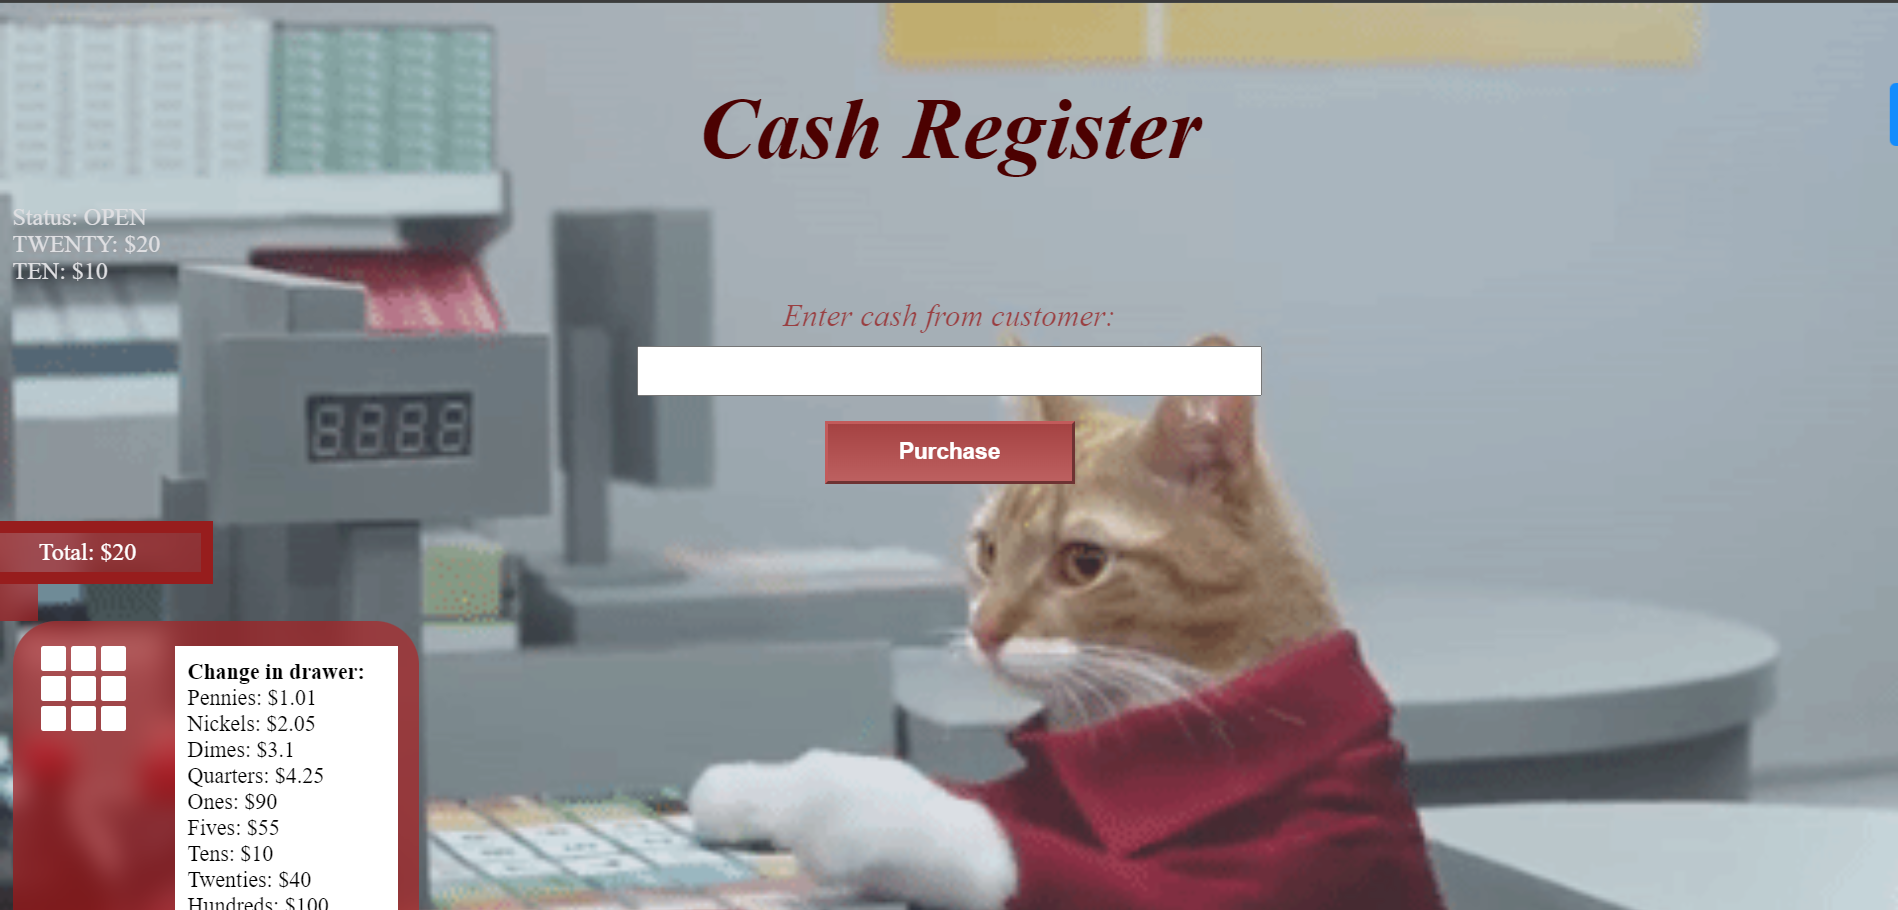 Cash Register
Status: OPEN
TWENTY: $20
TEN: $10
Enter cash from customer:
Purchase
Total: $20
Change in drawer:
Pennies: $1.01
Nickels: $2.05
Dimes: $3.1
Quarters: $4.25
Ones: $90
Fives: $55
Tens: $10
Twenties: $40
Hundreds: $100